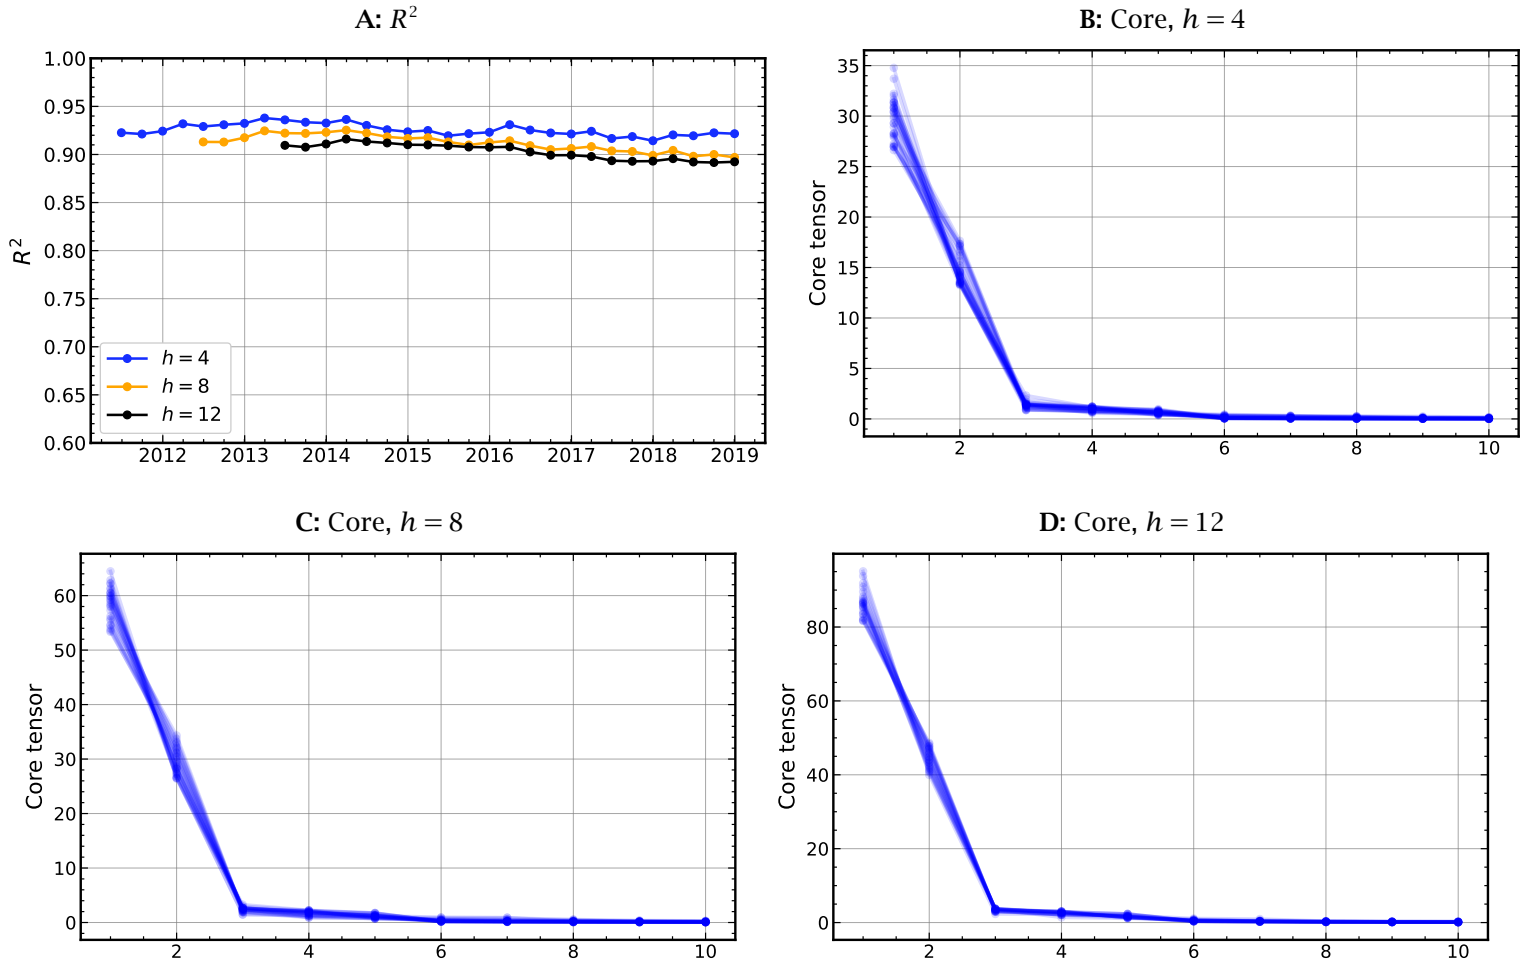 A: R²
1.00
0.95
0.90
0.85
0.80
0.75
0.70
0.65
0.60
R²
h = 4
h = 8
h = 12
2012 2013 2014 2015 2016 2017 2018 2019
B: Core, h = 4
35
30
25
20
15
10
5
0
Core tensor
2 4 6 8 10
C: Core, h = 8
60
50
40
30
20
10
0
Core tensor
2 4 6 8 10
D: Core, h = 12
80
60
40
20
0
Core tensor
2 4 6 8 10